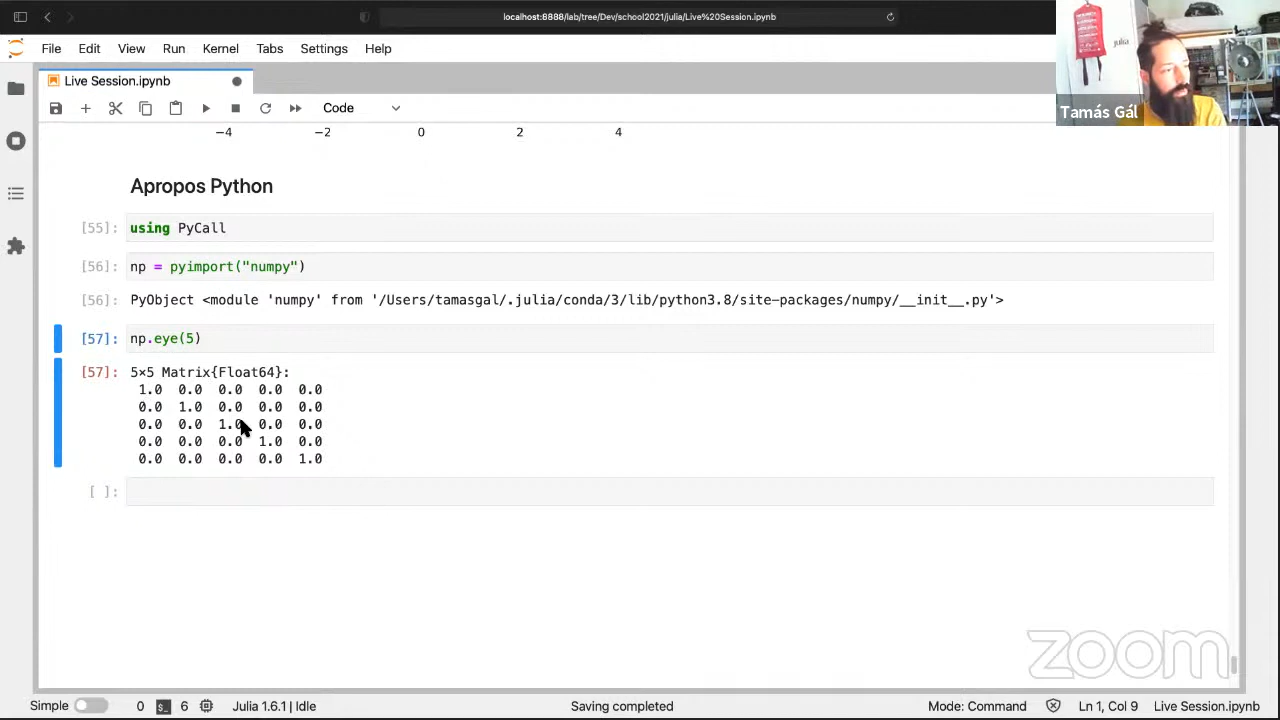 localhost:8888/lab/tree/Dev/school2021/julia/Live%20Session.ipynb
File Edit View Run Kernel Tabs Settings Help
julia
Tamás Gál
Live Session.ipynb
Code
−4 −2 0 2 4
Apropos Python
[55]: using PyCall
[56]: np = pyimport("numpy")
[56]: PyObject <module 'numpy' from '/Users/tamasgal/.julia/conda/3/lib/python3.8/site-packages/numpy/__init__.py'>
[57]: np.eye(5)
[57]: 5×5 Matrix{Float64}:
1.0 0.0 0.0 0.0 0.0
0.0 1.0 0.0 0.0 0.0
0.0 0.0 1.0 0.0 0.0
0.0 0.0 0.0 1.0 0.0
0.0 0.0 0.0 0.0 1.0
[ ]:
zoom
Simple 0 6 Julia 1.6.1 | Idle Saving completed Mode: Command Ln 1, Col 9 Live Session.ipynb